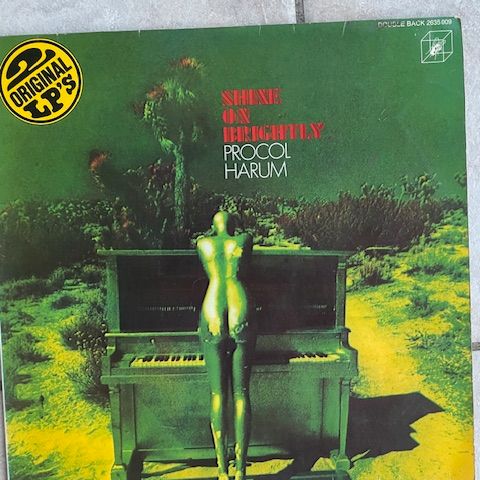 DOUBLE BACK 2635 009
2
ORIGINAL
LP'S
SHINE
ON
BRIGHTLY
PROCOL
HARUM